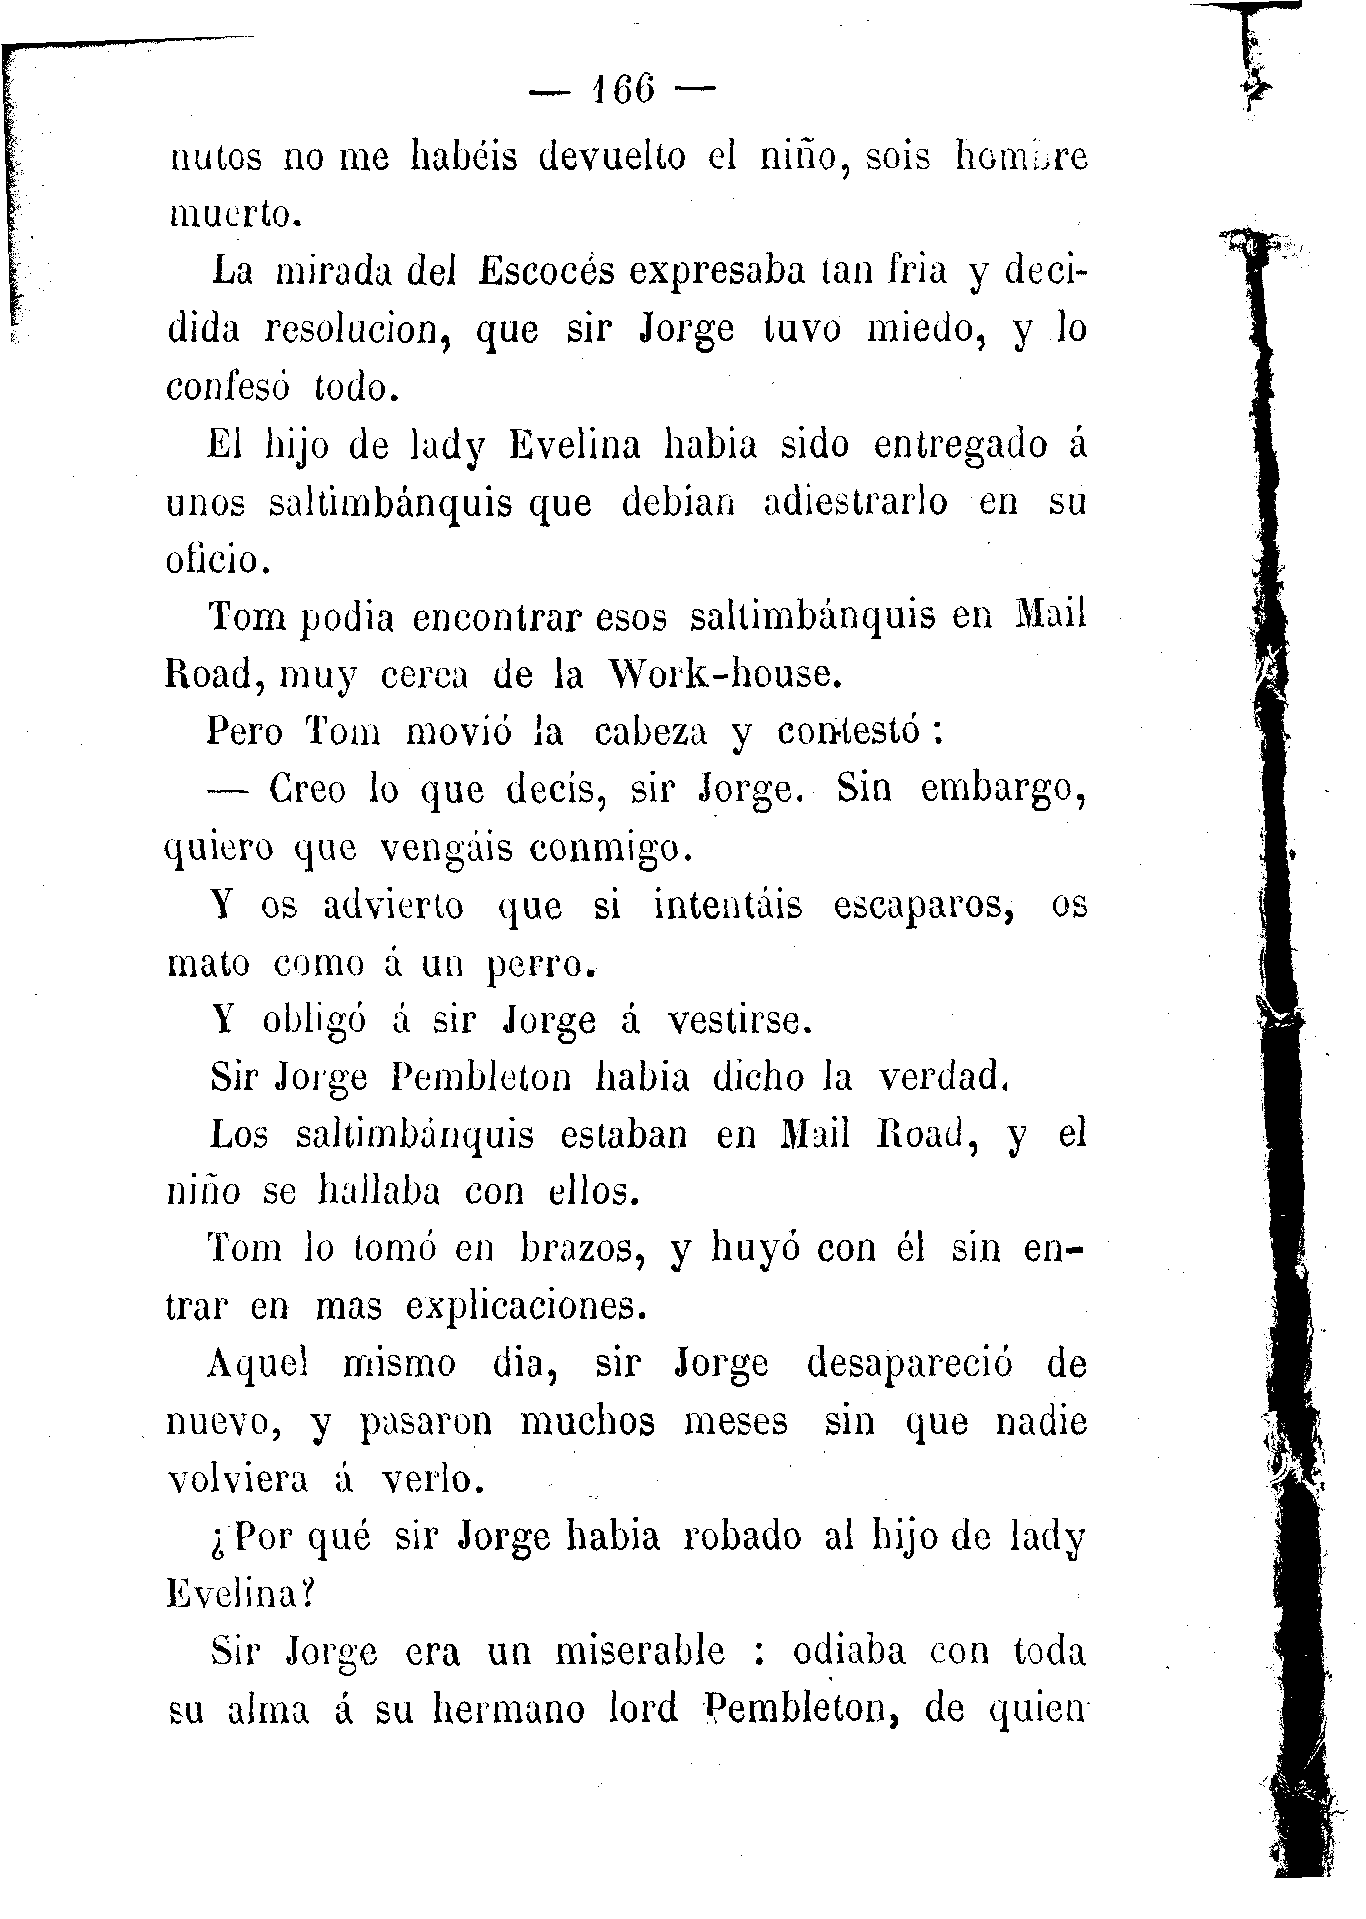 — 166 —
nutos no me habéis devuelto el niño, sois hombre
muerto.
La mirada del Escocés expresaba tan fria y deci-
dida resolucion, que sir Jorge tuvo miedo, y lo
confesó todo.
El hijo de lady Evelina habia sido entregado á
unos saltimbánquis que debían adiestrarlo en su
oficio.
Tom podia encontrar esos saltimbánquis en Mail
Road, muy cerca de la Work-house.
Pero Tom movió la cabeza y contestó :
— Creo lo que decís, sir Jorge. Sin embargo,
quiero que vengáis conmigo.
Y os advierto que si intentáis escaparos, os
mato como á un perro.
Y obligó á sir Jorge á vestirse.
Sir Jorge Pembleton habia dicho la verdad.
Los saltimbánquis estaban en Mail Road, y el
niño se hallaba con ellos.
Tom lo tomó en brazos, y huyó con él sin en-
trar en mas explicaciones.
Aquel mismo dia, sir Jorge desapareció de
nuevo, y pasaron muchos meses sin que nadie
volviera á verlo.
¿Por qué sir Jorge habia robado al hijo de lady
Evelina?
Sir Jorge era un miserable : odiaba con toda
su alma á su hermano lord Pembleton, de quien